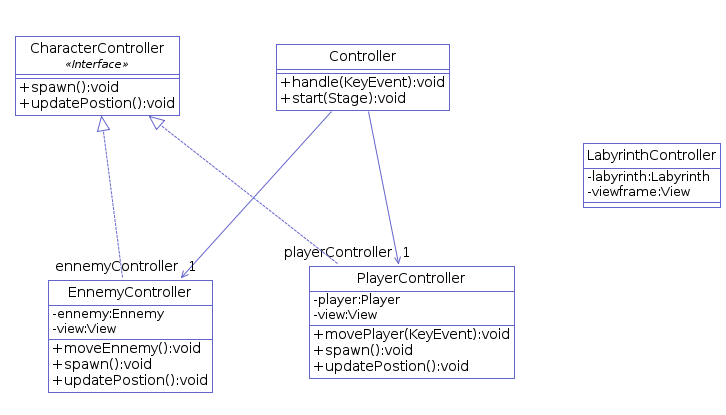 CharacterController
«Interface»
+spawn():void
+updatePostion():void
Controller
+handle(KeyEvent):void
+start(Stage):void
LabyrinthController
-labyrinth:Labyrinth
-viewframe:View
ennemyController 1
EnnemyController
-ennemy:Ennemy
-view:View
+moveEnnemy():void
+spawn():void
+updatePostion():void
playerController 1
PlayerController
-player:Player
-view:View
+movePlayer(KeyEvent):void
+spawn():void
+updatePostion():void